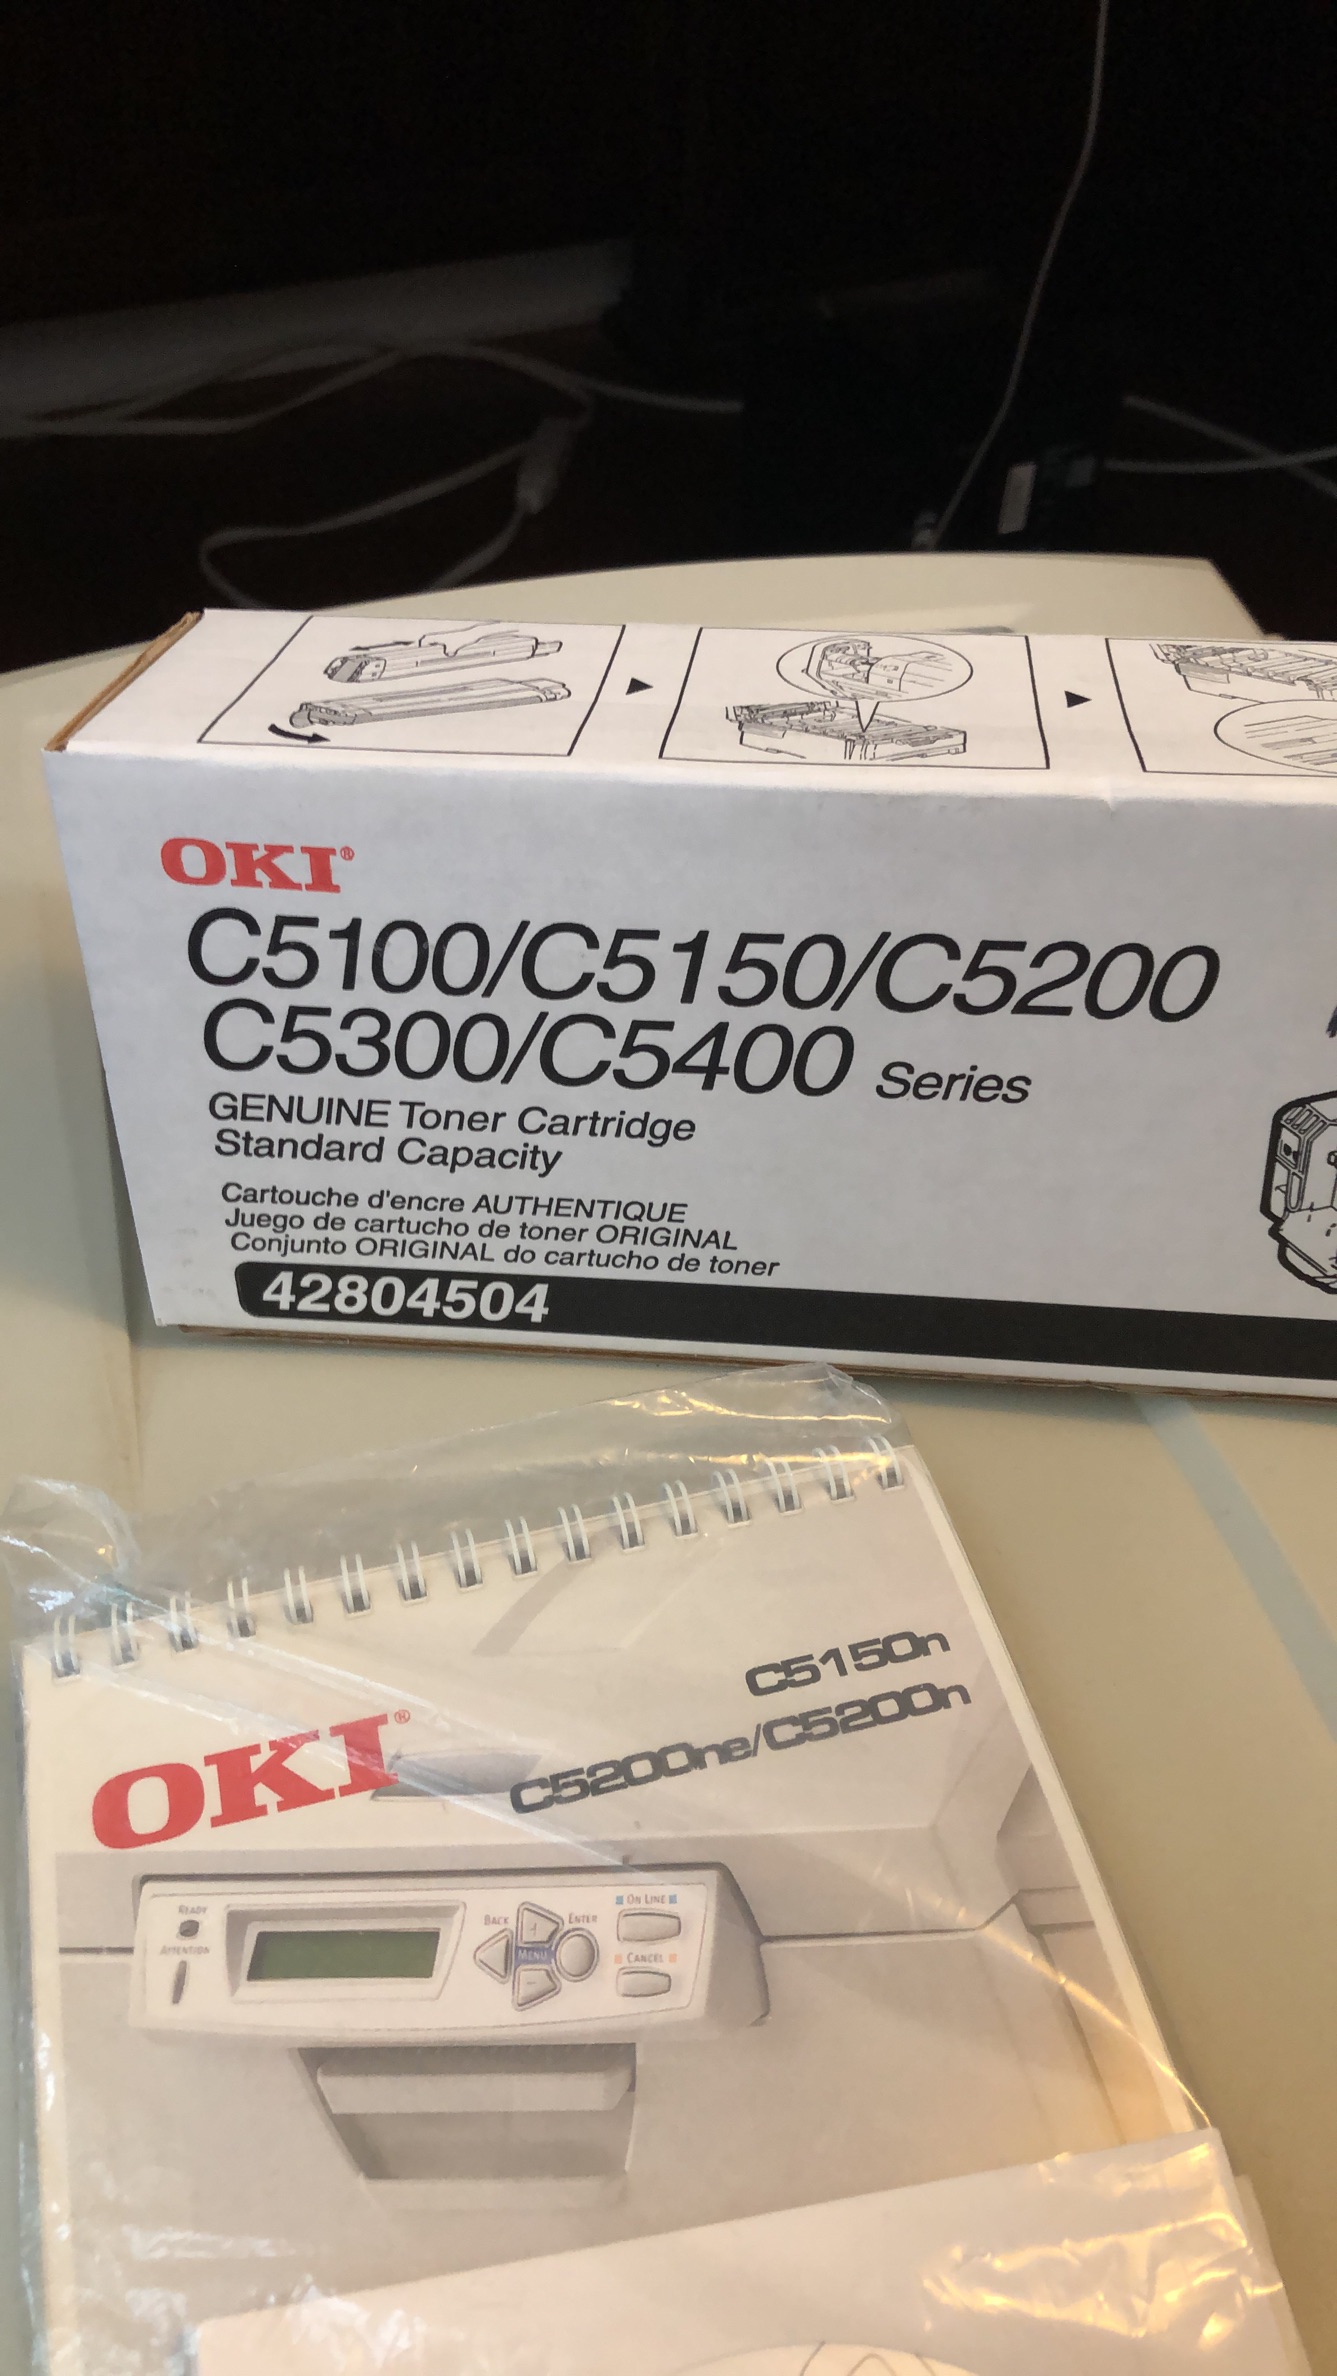 OKI®
C5100/C5150/C5200
C5300/C5400 Series
GENUINE Toner Cartridge
Standard Capacity
Cartouche d'encre AUTHENTIQUE
Juego de cartucho de toner ORIGINAL
Conjunto ORIGINAL do cartucho de toner
42804504
C5150n
OKI®
C5200ne/C5200n
READY
ATTENTION
BACK
ENTER
MENU
ON LINE
CANCEL